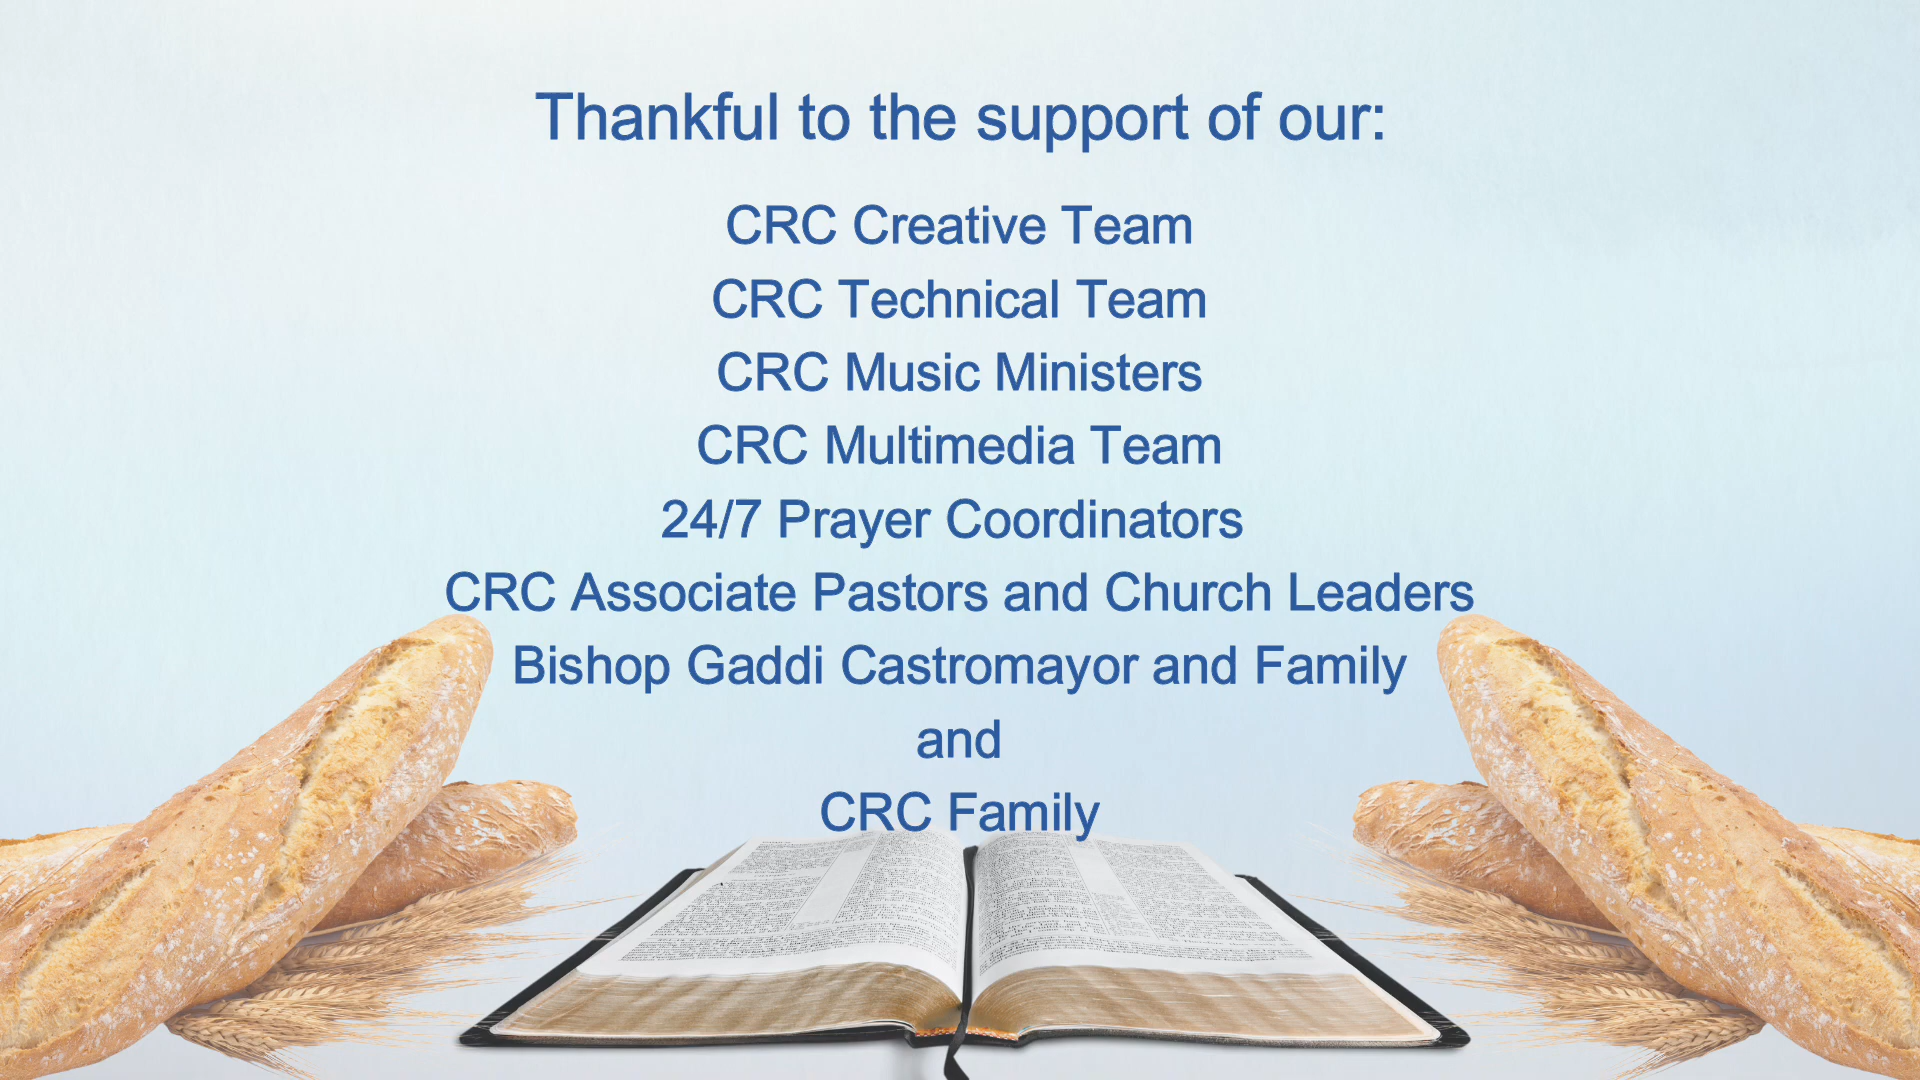 Thankful to the support of our:
CRC Creative Team
CRC Technical Team
CRC Music Ministers
CRC Multimedia Team
24/7 Prayer Coordinators
CRC Associate Pastors and Church Leaders
Bishop Gaddi Castromayor and Family
and
CRC Family